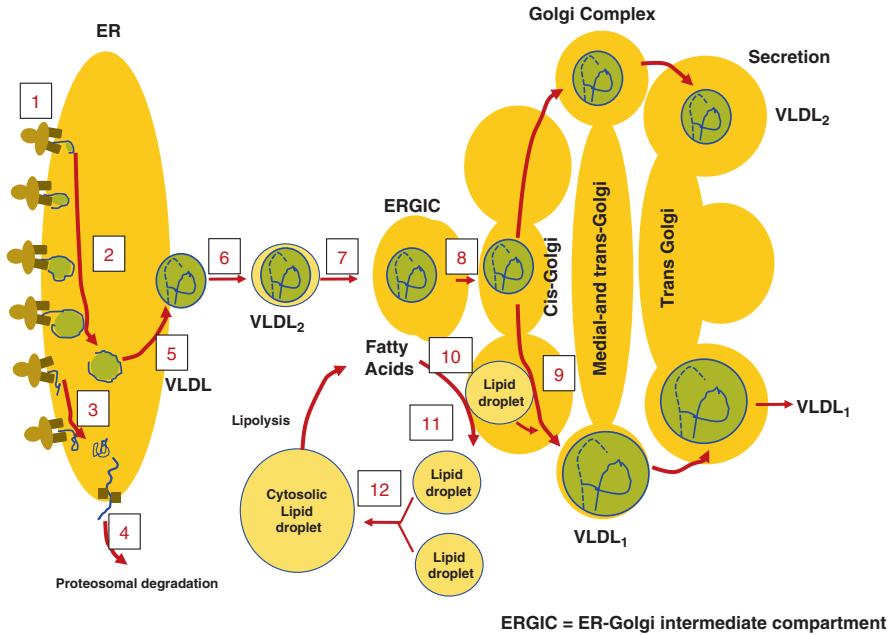 Golgi Complex
ER
Secretion
1
VLDL2
ERGIC
2
6
7
8
Cis-Golgi
Medial-and trans-Golgi
Trans Golgi
VLDL2
5
VLDL
Fatty
Acids
10
9
3
Lipid
droplet
VLDL1
Lipolysis
11
Cytosolic
Lipid
droplet
12
Lipid
droplet
4
VLDL1
Lipid
droplet
Proteosomal degradation
ERGIC = ER-Golgi intermediate compartment